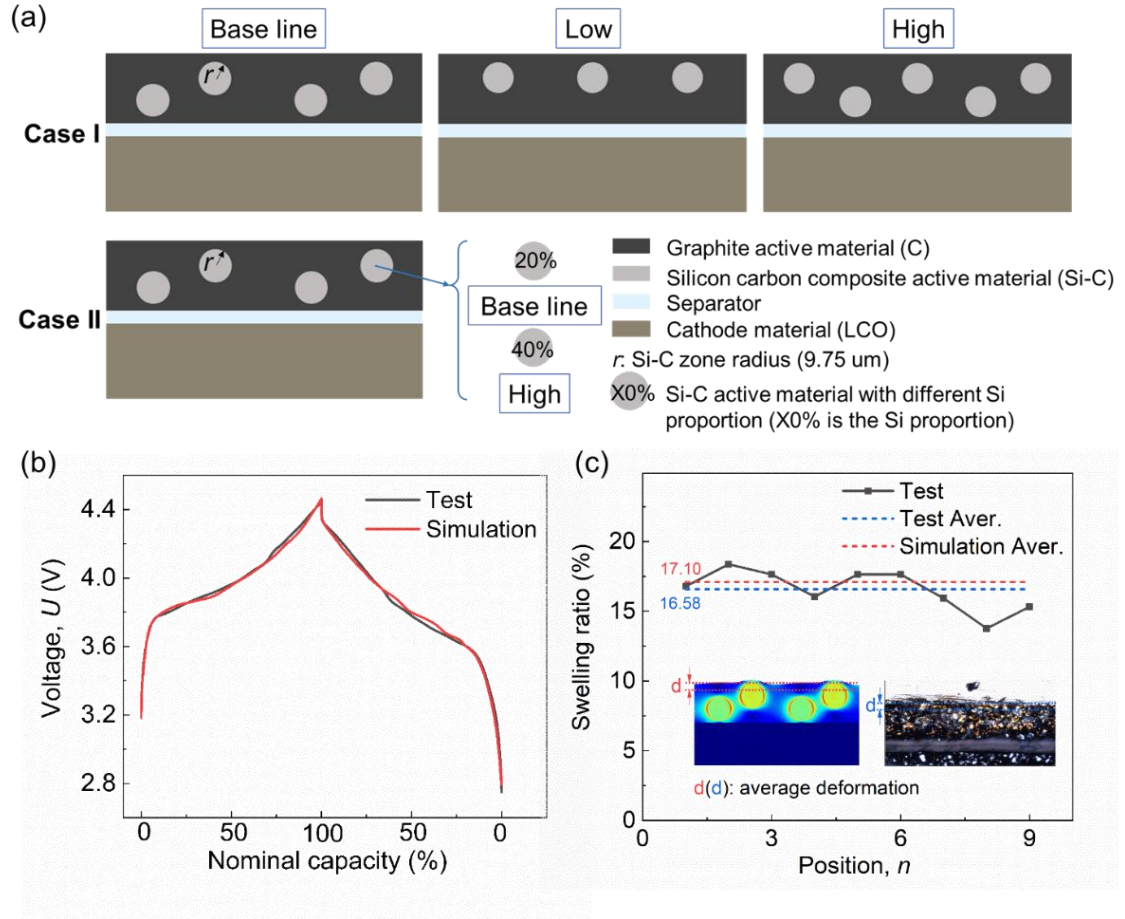 (a)
Base line
Low
High
r
Case I
r
Case II
20%
Base line
40%
High
Graphite active material (C)
Silicon carbon composite active material (Si-C)
Separator
Cathode material (LCO)
r: Si-C zone radius (9.75 um)
X0%
Si-C active material with different Si
proportion (X0% is the Si proportion)
(b)
Test
Simulation
4.4
4.0
3.6
3.2
2.8
Voltage, U (V)
0 50 100 50 0
Nominal capacity (%)
(c)
Test
Test Aver.
Simulation Aver.
20
15
10
5
0
Swelling ratio (%)
17.10
16.58
d
d
d(d): average deformation
0 3 6 9
Position, n